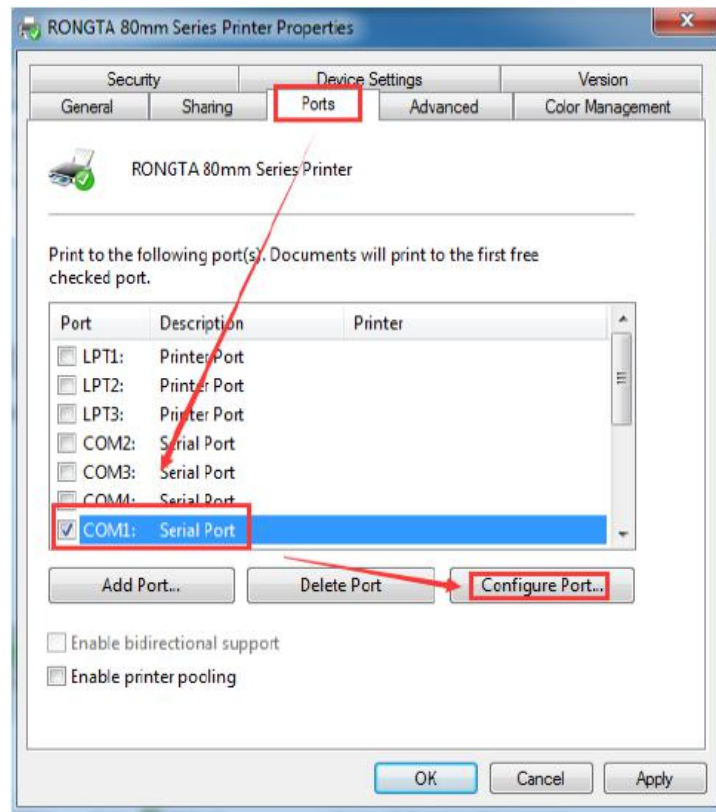 RONGTA 80mm Series Printer Properties
Security Device Settings Version
General Sharing Ports Advanced Color Management
RONGTA 80mm Series Printer
Print to the following port(s). Documents will print to the first free
checked port.
Port Description Printer
LPT1: Printer Port
LPT2: Printer Port
LPT3: Printer Port
COM2: Serial Port
COM3: Serial Port
COM4: Serial Port
COM1: Serial Port
Add Port... Delete Port Configure Port...
Enable bidirectional support
Enable printer pooling
OK Cancel Apply